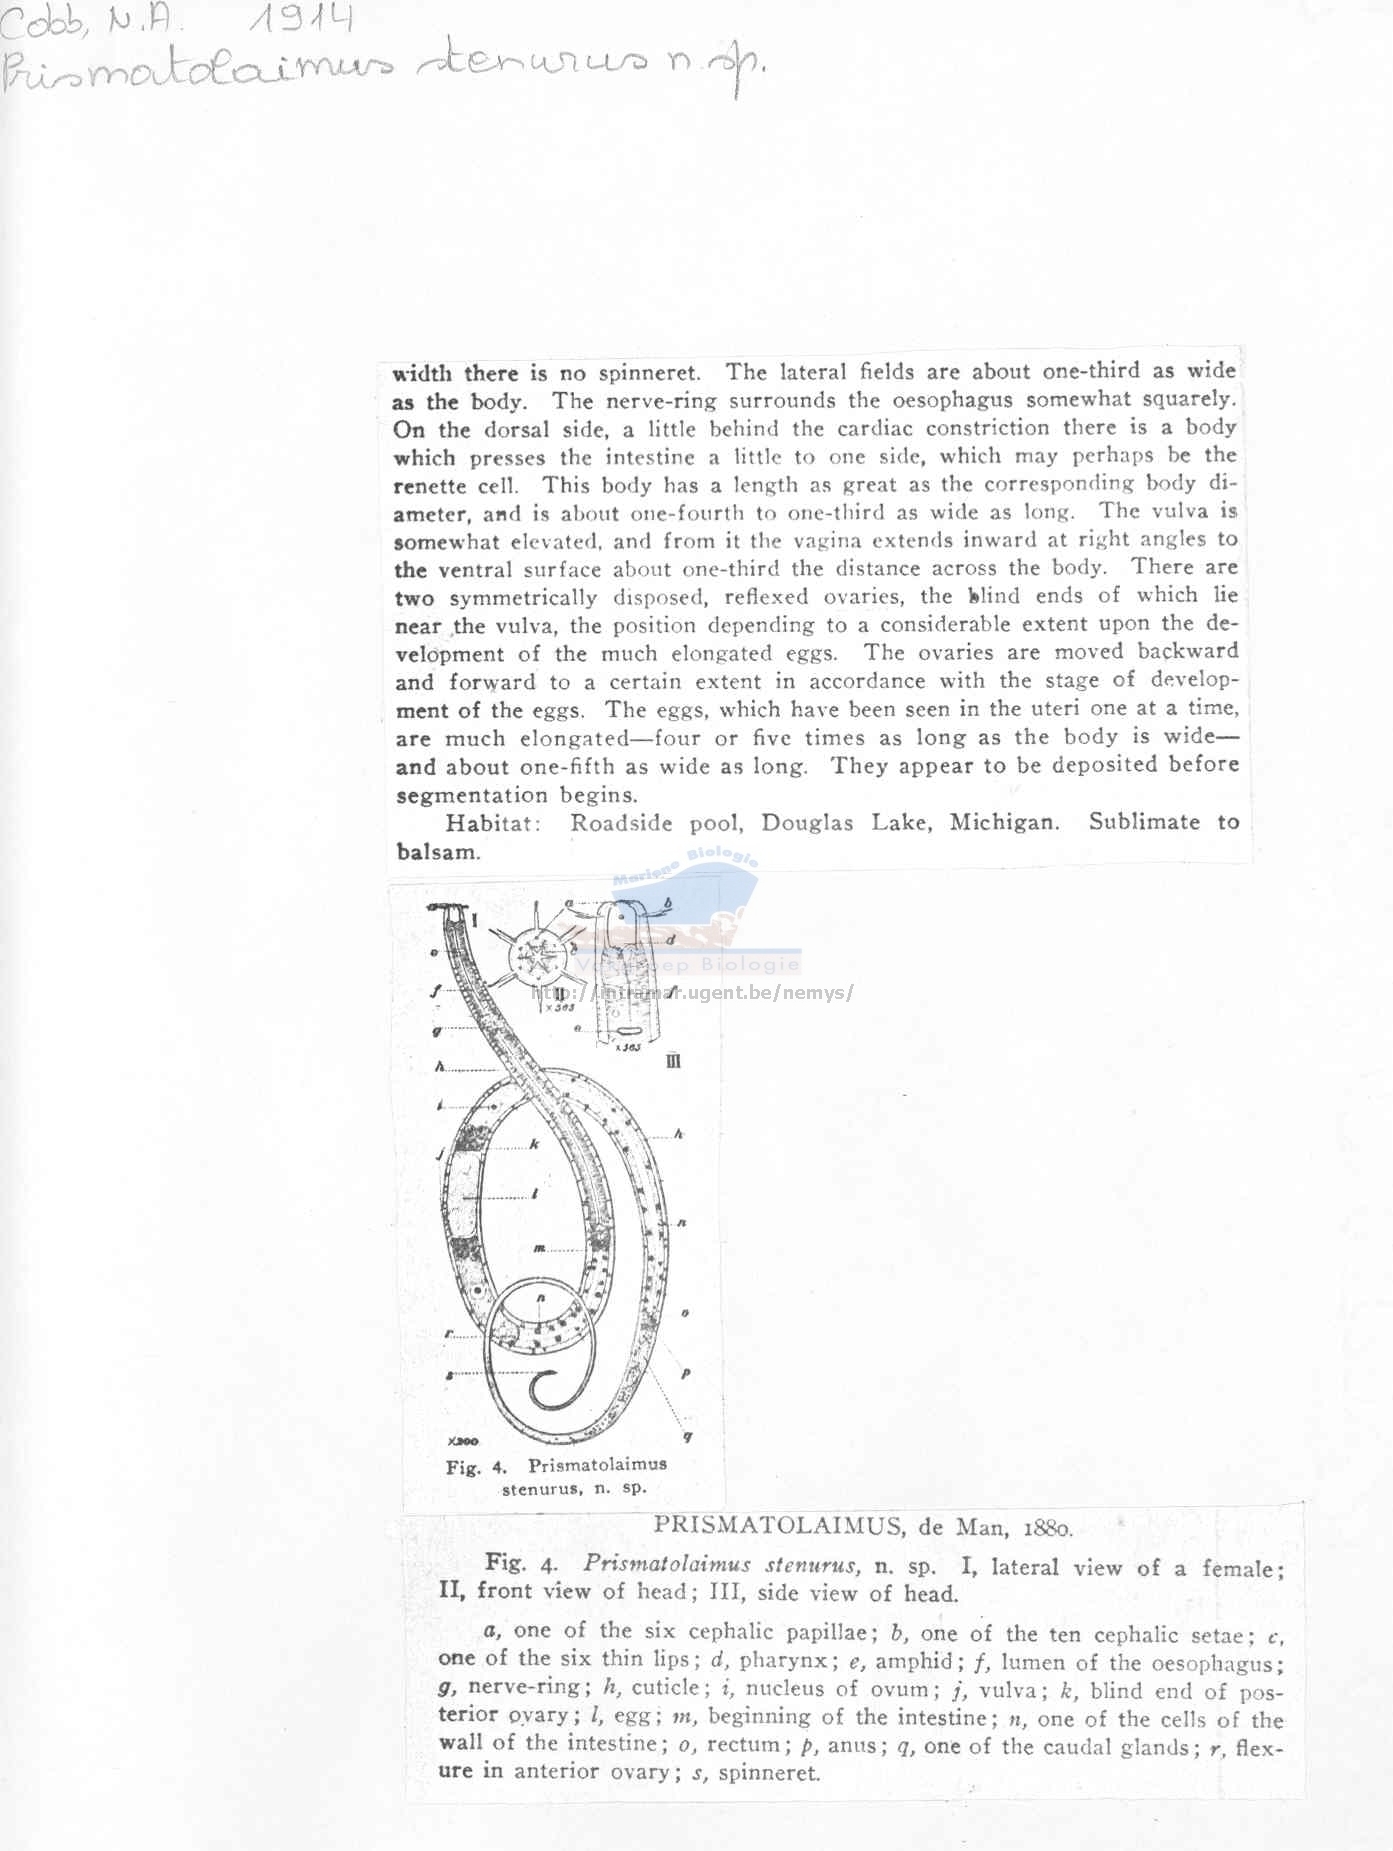 Cobb, N.A. 1914
Prismatolaimus stenurus n. sp.
width there is no spinneret. The lateral fields are about one-third as wide
as the body. The nerve-ring surrounds the oesophagus somewhat squarely.
On the dorsal side, a little behind the cardiac constriction there is a body
which presses the intestine a little to one side, which may perhaps be the
renette cell. This body has a length as great as the corresponding body di-
ameter, and is about one-fourth to one-third as wide as long. The vulva is
somewhat elevated, and from it the vagina extends inward at right angles to
the ventral surface about one-third the distance across the body. There are
two symmetrically disposed, reflexed ovaries, the blind ends of which lie
near the vulva, the position depending to a considerable extent upon the de-
velopment of the much elongated eggs. The ovaries are moved backward
and forward to a certain extent in accordance with the stage of develop-
ment of the eggs. The eggs, which have been seen in the uteri one at a time,
are much elongated—four or five times as long as the body is wide—
and about one-fifth as wide as long. They appear to be deposited before
segmentation begins.
Habitat: Roadside pool, Douglas Lake, Michigan. Sublimate to
balsam.
Mariene Biologie
Vakgroep Biologie
http://intramar.ugent.be/nemys/
I
a
b
c
d
e
f
f
II
x 365
e
x 365
III
g
h
i
j
k
l
h
n
m
n
o
r
s
p
q
x200
Fig. 4. Prismatolaimus
stenurus, n. sp.
PRISMATOLAIMUS, de Man, 1880.
Fig. 4. Prismatolaimus stenurus, n. sp. I, lateral view of a female;
II, front view of head; III, side view of head.
a, one of the six cephalic papillae; b, one of the ten cephalic setae; c,
one of the six thin lips; d, pharynx; e, amphid; f, lumen of the oesophagus;
g, nerve-ring; h, cuticle; i, nucleus of ovum; j, vulva; k, blind end of pos-
terior ovary; l, egg; m, beginning of the intestine; n, one of the cells of the
wall of the intestine; o, rectum; p, anus; q, one of the caudal glands; r, flex-
ure in anterior ovary; s, spinneret.